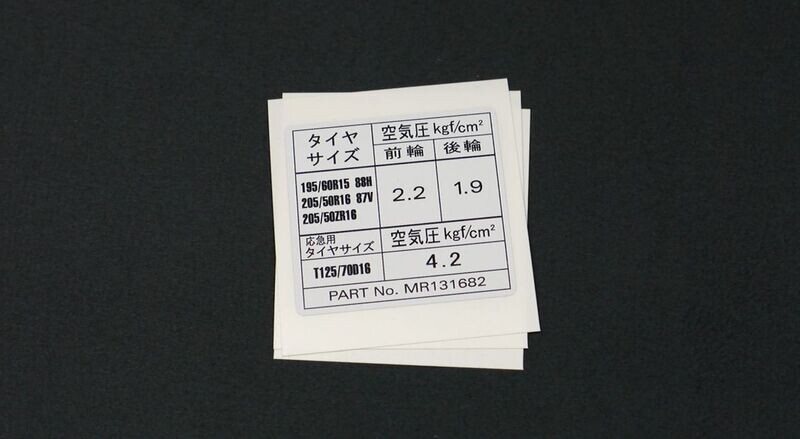 タイヤ
サイズ
空気圧 kgf/cm²
前輪
後輪
195/60R15 88H
205/50R16 87V
205/50ZR16
2.2
1.9
応急用
タイヤサイズ
空気圧 kgf/cm²
T125/70D16
4.2
PART No. MR131682